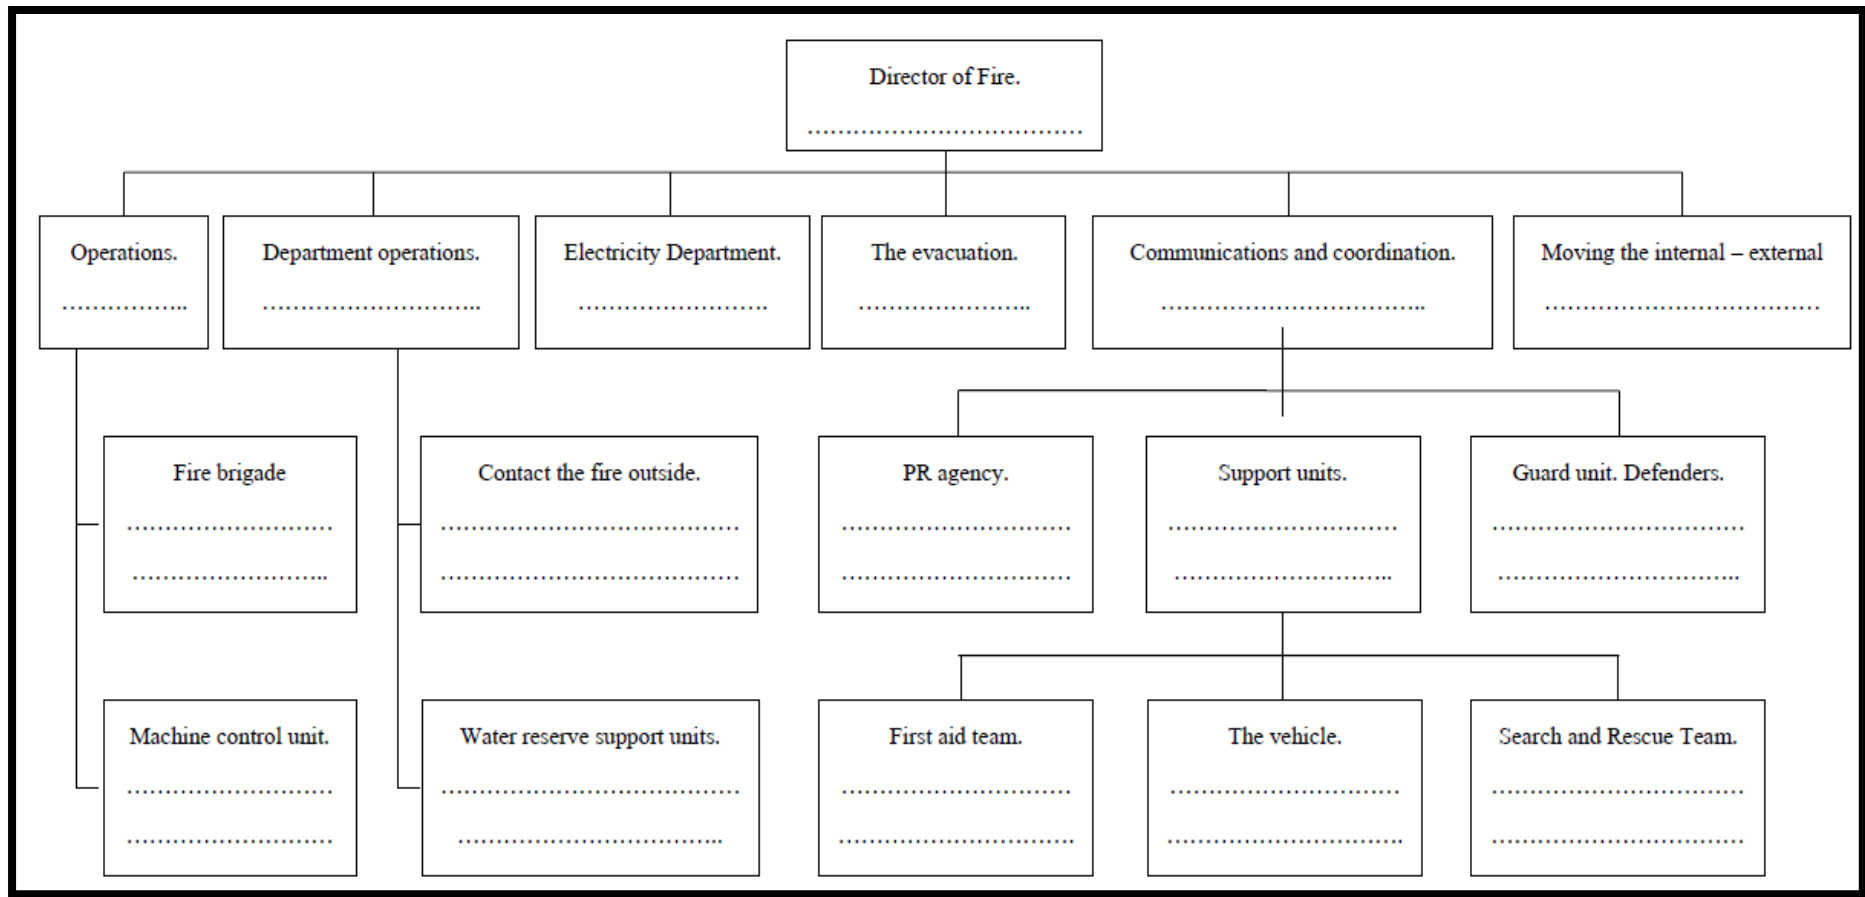 Director of Fire.
....................................
Operations.
................
Department operations.
............................
Electricity Department.
.........................
The evacuation.
......................
Communications and coordination.
..................................
Moving the internal – external
....................................
Fire brigade
...........................
.........................
Contact the fire outside.
.......................................
.......................................
PR agency.
..............................
..............................
Support units.
..............................
............................
Guard unit. Defenders.
.................................
................................
Machine control unit.
...........................
...........................
Water reserve support units.
.......................................
...................................
First aid team.
..............................
...............................
The vehicle.
..............................
...............................
Search and Rescue Team.
.................................
.................................